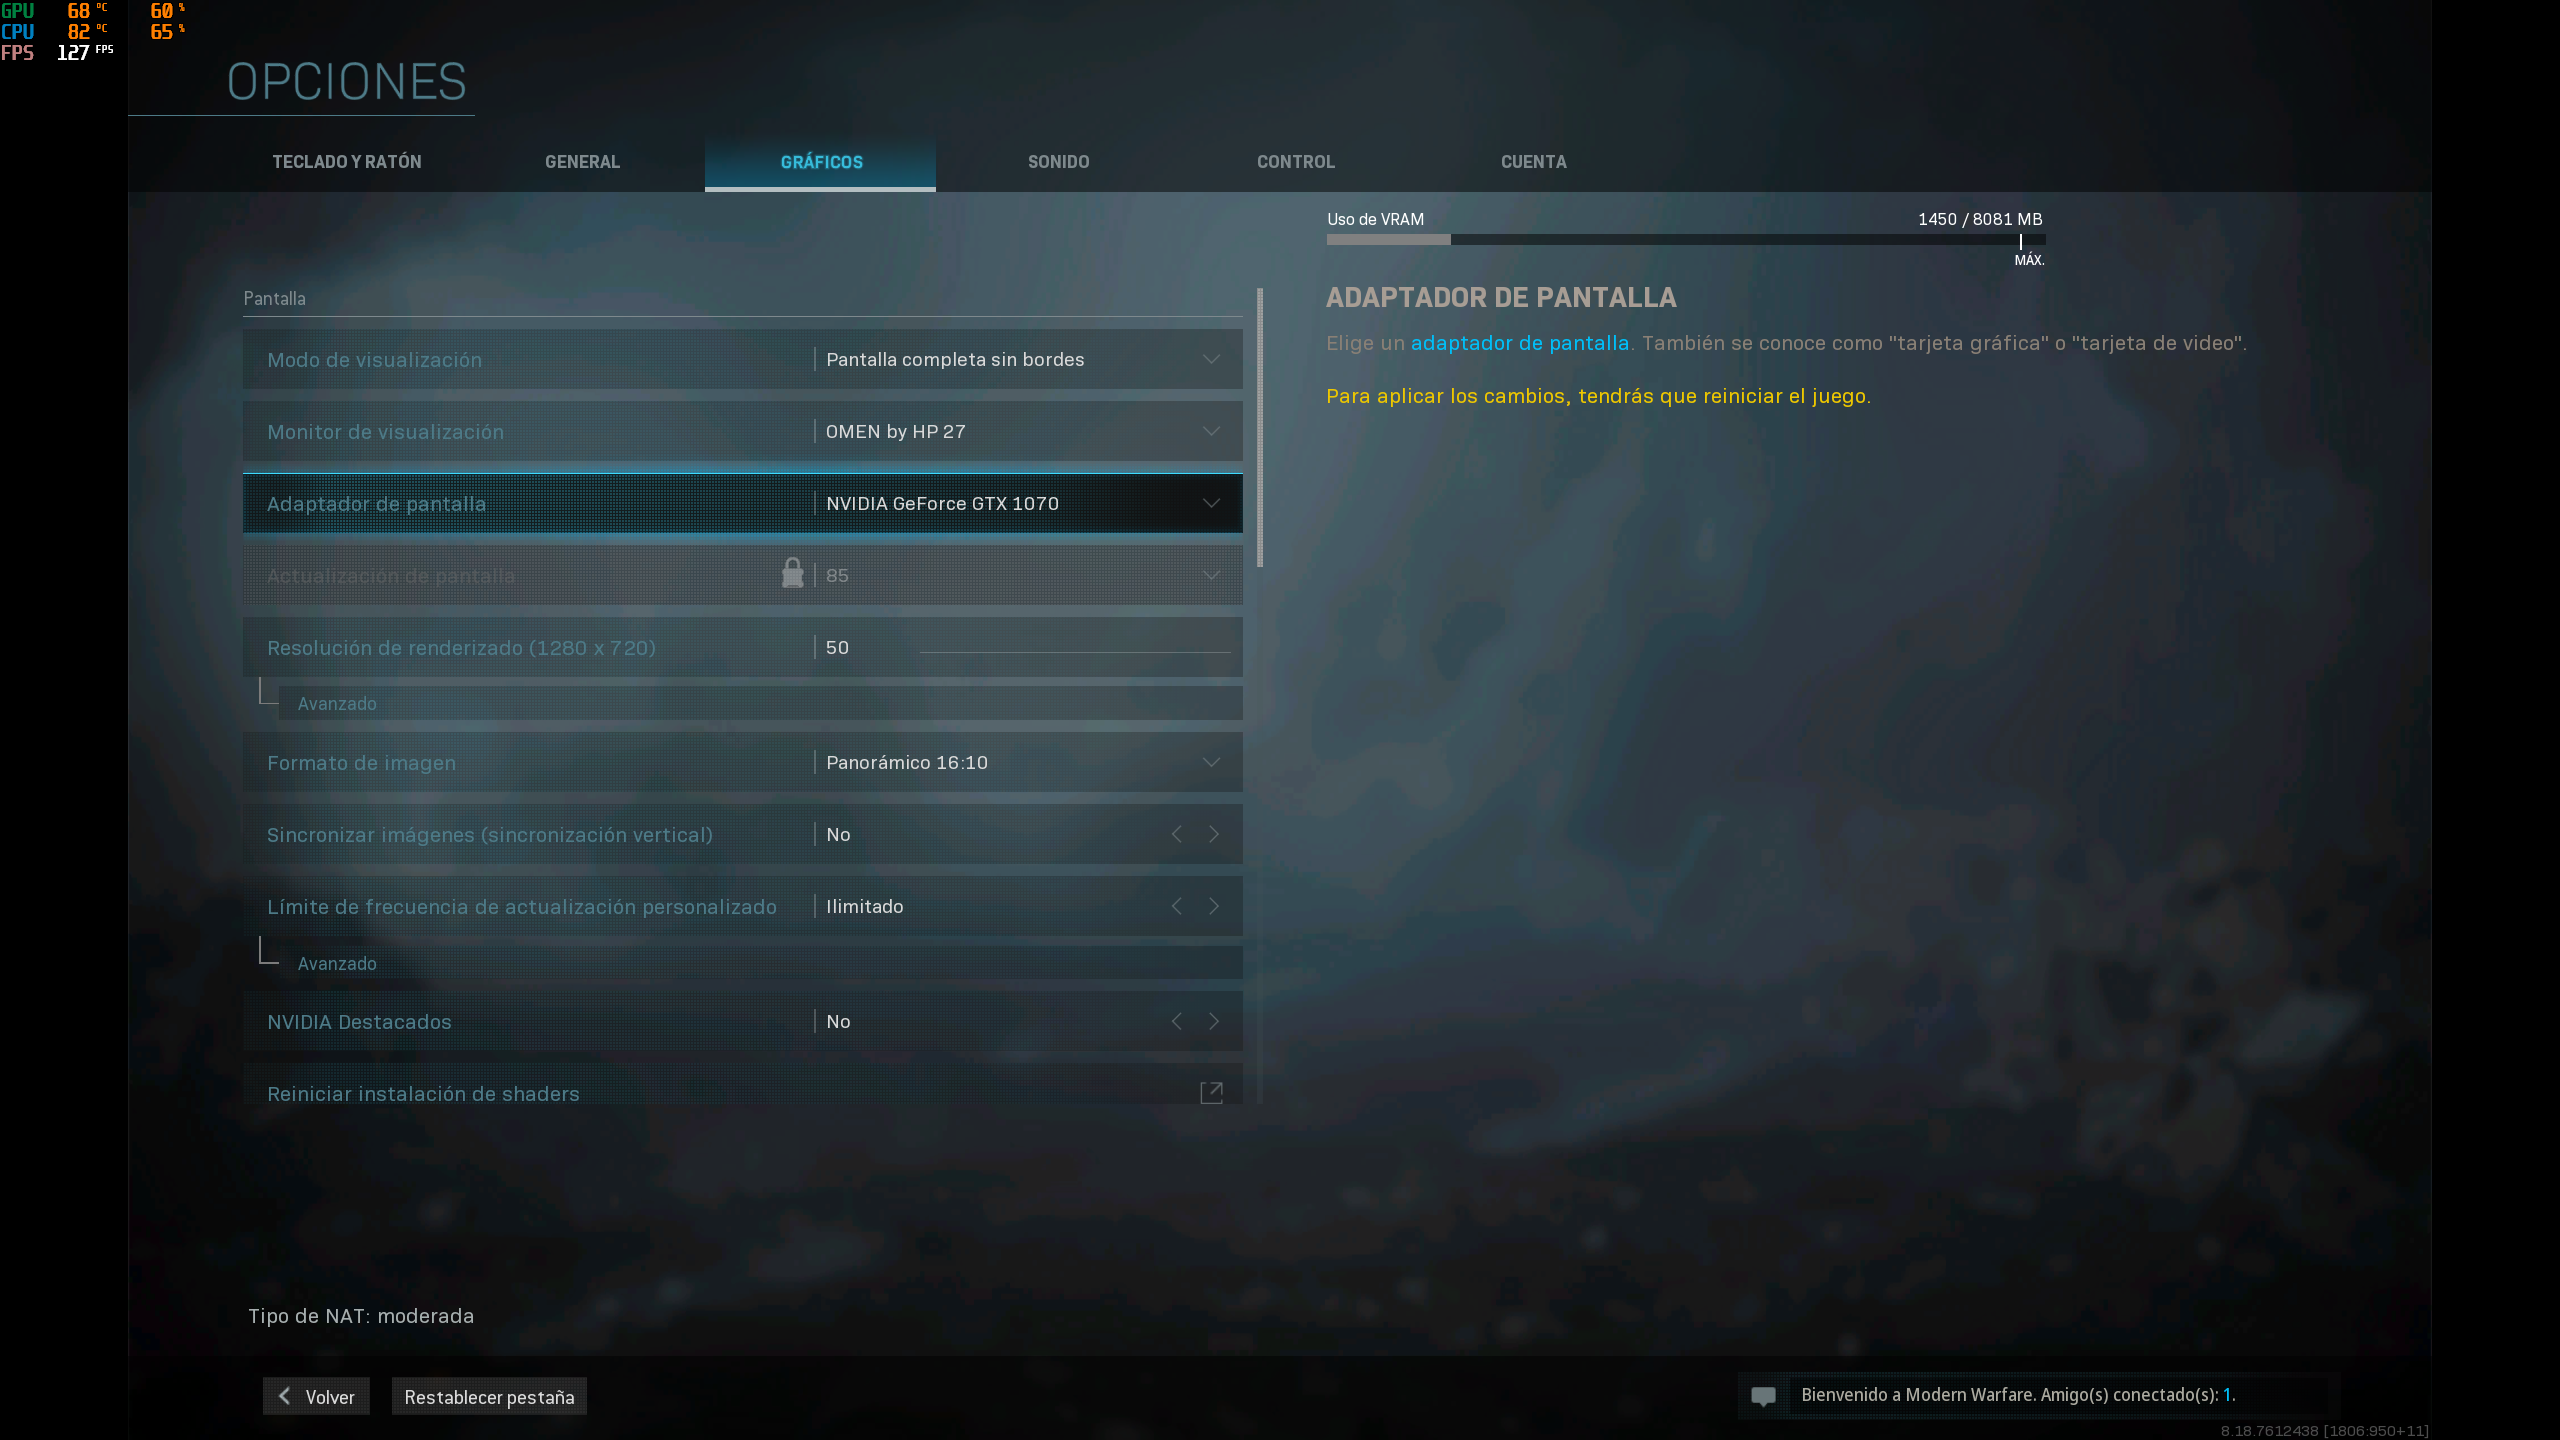 GPU 68 °C 60 %
CPU 82 °C 65 %
FPS 127 FPS
OPCIONES
TECLADO Y RATÓN GENERAL GRÁFICOS SONIDO CONTROL CUENTA
Uso de VRAM 1450 / 8081 MB
MÁX.
Pantalla
Modo de visualización Pantalla completa sin bordes
Monitor de visualización OMEN by HP 27
Adaptador de pantalla NVIDIA GeForce GTX 1070
Actualización de pantalla 85
Resolución de renderizado (1280 x 720) 50
Avanzado
Formato de imagen Panorámico 16:10
Sincronizar imágenes (sincronización vertical) No
Límite de frecuencia de actualización personalizado Ilimitado
Avanzado
NVIDIA Destacados No
Reiniciar instalación de shaders
ADAPTADOR DE PANTALLA
Elige un adaptador de pantalla. También se conoce como "tarjeta gráfica" o "tarjeta de video".
Para aplicar los cambios, tendrás que reiniciar el juego.
Tipo de NAT: moderada
Volver Restablecer pestaña
Bienvenido a Modern Warfare. Amigo(s) conectado(s): 1.
8.18.7612438 [1806:950+11]